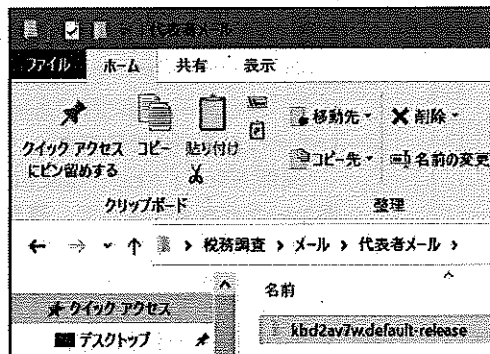 代表者メール
ファイル ホーム 共有 表示
クイック アクセス
にピン留めする
コピー
貼り付け
移動先
コピー先
削除
名前の変更
クリップボード
整理
税務調査 › メール › 代表者メール ›
クイック アクセス
デスクトップ
名前
kbd2av7w.default-release